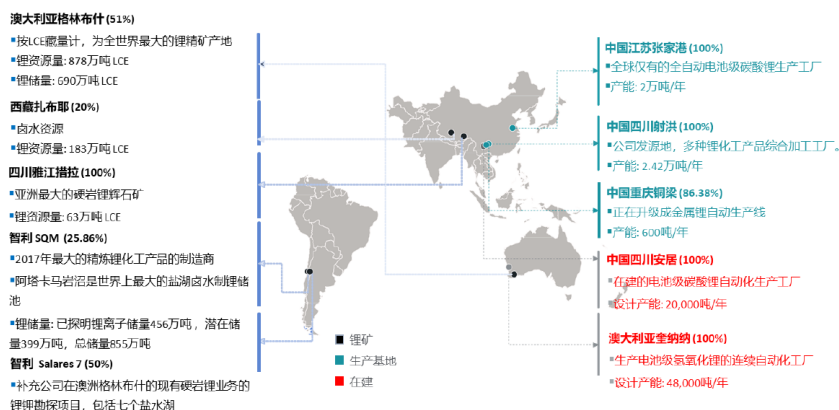 澳大利亚格林布什 (51%)
▪按LCE藏量计，为全世界最大的锂精矿产地
▪锂资源量: 878万吨 LCE
▪锂储量: 690万吨 LCE
西藏扎布耶 (20%)
▪卤水资源
▪锂资源量: 183万吨 LCE
四川雅江措拉 (100%)
▪亚洲最大的硬岩锂辉石矿
▪锂资源量: 63万吨 LCE
智利 SQM (25.86%)
▪2017年最大的精炼锂化工产品的制造商
▪阿塔卡马岩沼是世界上最大的盐湖卤水制锂储
池
▪锂储量: 已探明锂离子储量456万吨，潜在储
量399万吨，总储量855万吨
智利 Salares 7 (50%)
▪补充公司在澳洲格林布什的现有硬岩锂业务的
锂钾勘探项目，包括七个盐水湖
锂矿
生产基地
在建
中国江苏张家港 (100%)
▪全球仅有的全自动电池级碳酸锂生产工厂
▪产能: 2万吨/年
中国四川射洪 (100%)
▪公司发源地，多种锂化工产品综合加工工厂。
▪产能: 2.42万吨/年
中国重庆铜梁 (86.38%)
▪正在升级成金属锂自动生产线
▪产能: 600吨/年
中国四川安居 (100%)
▪在建的电池级碳酸锂自动化生产工厂
▪设计产能: 20,000吨/年
澳大利亚奎纳纳 (100%)
▪生产电池级氢氧化锂的连续自动化工厂
▪设计产能: 48,000吨/年